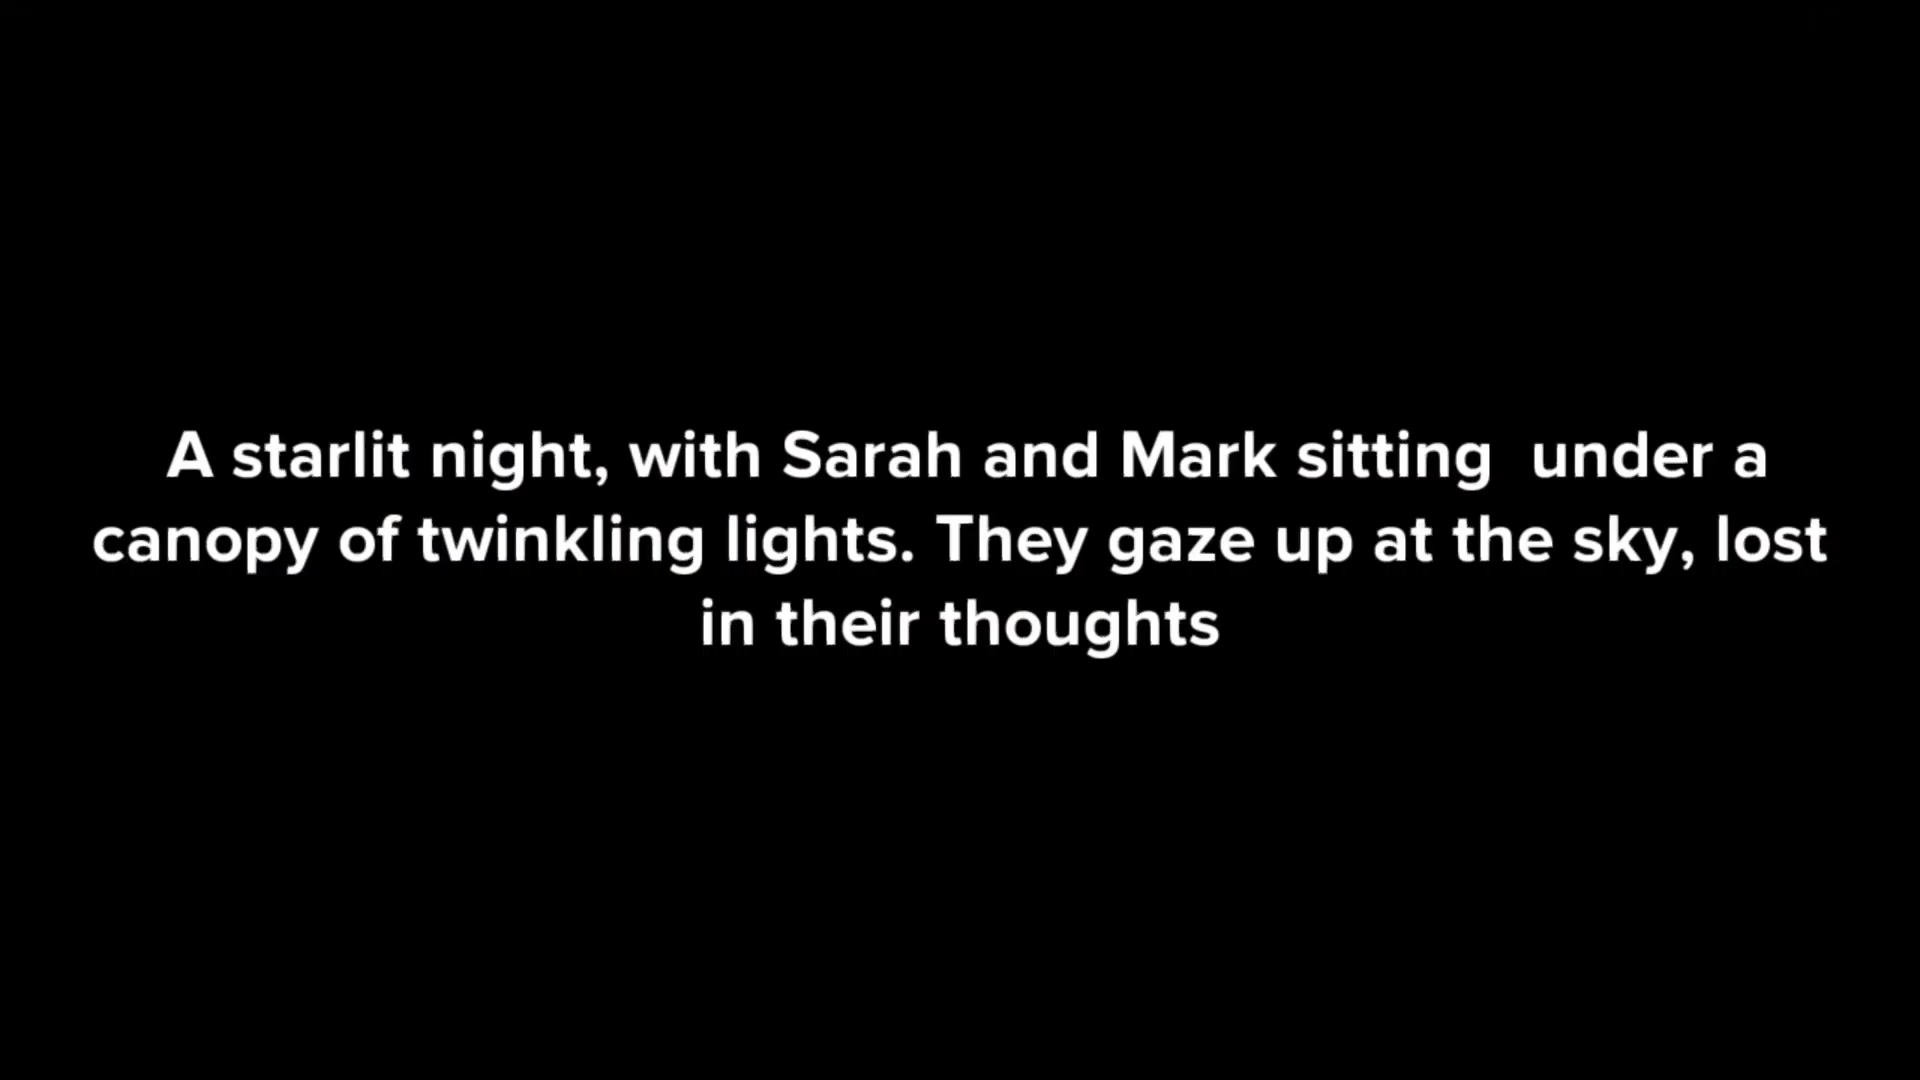 A starlit night, with Sarah and Mark sitting  under a
canopy of twinkling lights. They gaze up at the sky, lost
in their thoughts